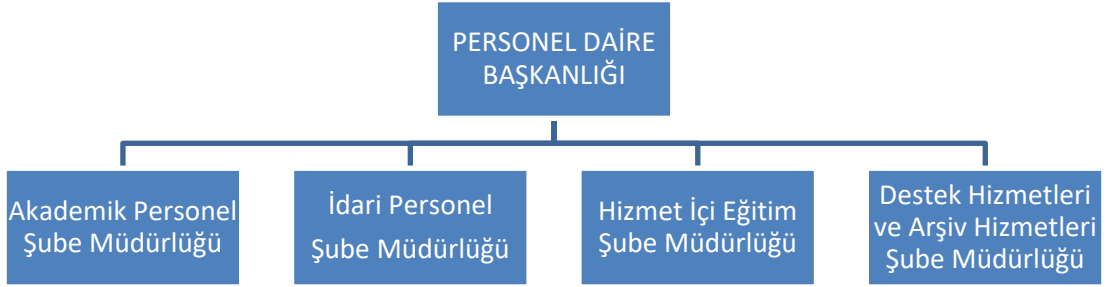 PERSONEL DAİRE
BAŞKANLIĞI
Akademik Personel
Şube Müdürlüğü
İdari Personel
Şube Müdürlüğü
Hizmet İçi Eğitim
Şube Müdürlüğü
Destek Hizmetleri
ve Arşiv Hizmetleri
Şube Müdürlüğü